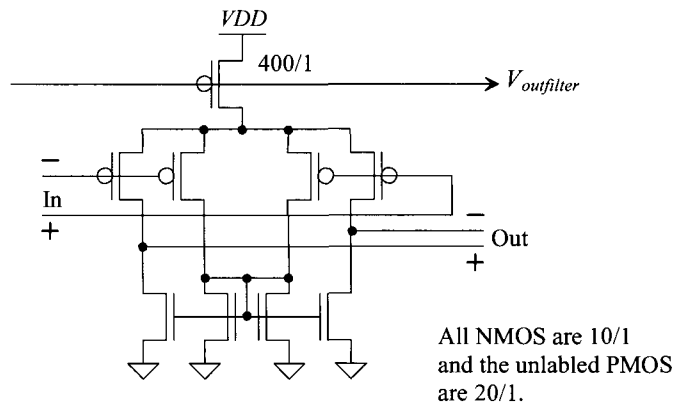 VDD
400/1
Voutfilter
−
In
+
−
Out
+
All NMOS are 10/1
and the unlabled PMOS
are 20/1.